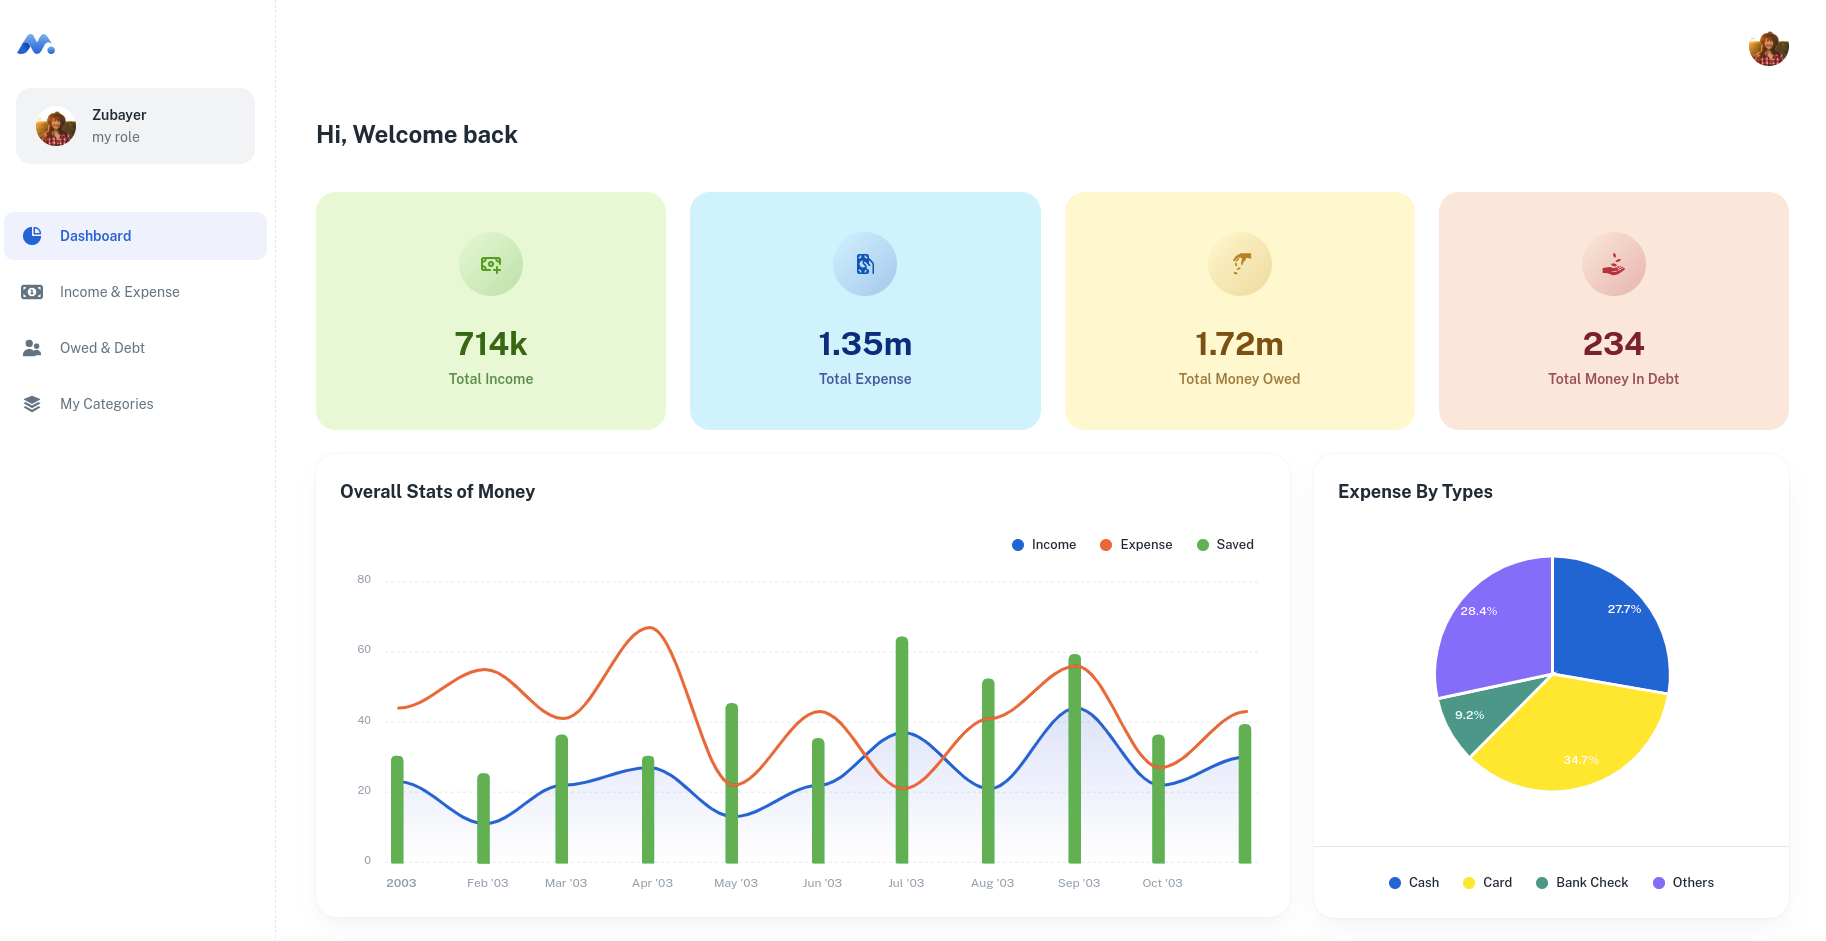 Zubayer
my role
Dashboard
Income & Expense
Owed & Debt
My Categories
Hi, Welcome back
714k
Total Income
1.35m
Total Expense
1.72m
Total Money Owed
234
Total Money In Debt
Overall Stats of Money
Income Expense Saved
80
60
40
20
0
2003 Feb '03 Mar '03 Apr '03 May '03 Jun '03 Jul '03 Aug '03 Sep '03 Oct '03
Expense By Types
27.7%
28.4%
9.2%
34.7%
Cash Card Bank Check Others